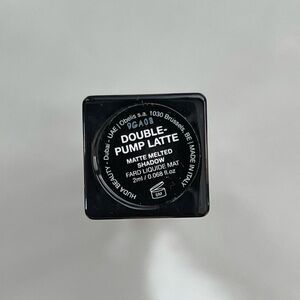 HUDA BEAUTY - Dubai - UAE / Obelis s.a. 1030 Brussels, BE / MADE IN ITALY
9GA08
DOUBLE-
PUMP LATTE
MATTE MELTED
SHADOW
FARD LIQUIDE MAT
2ml / 0.068 fl.oz